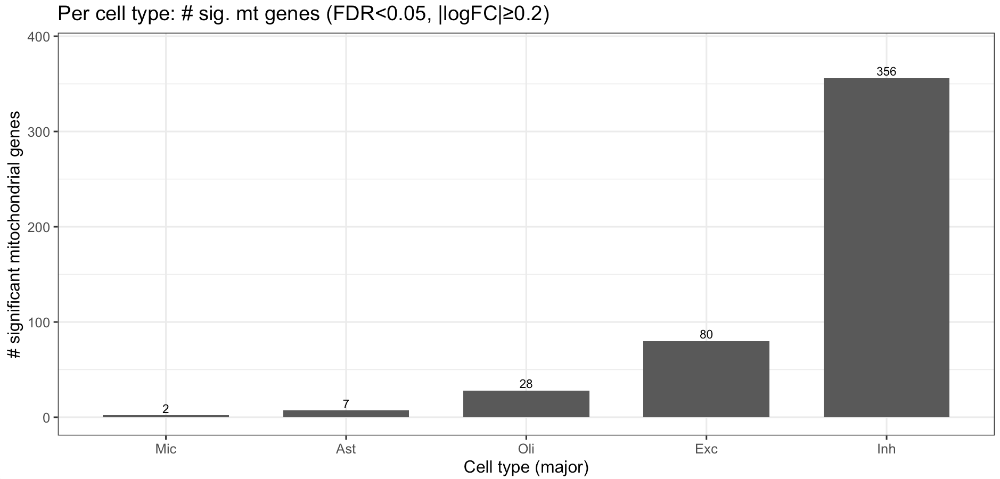 Per cell type: # sig. mt genes (FDR<0.05, |logFC|≥0.2)
# significant mitochondrial genes
400
300
200
100
0
2
7
28
80
356
Mic
Ast
Oli
Exc
Inh
Cell type (major)